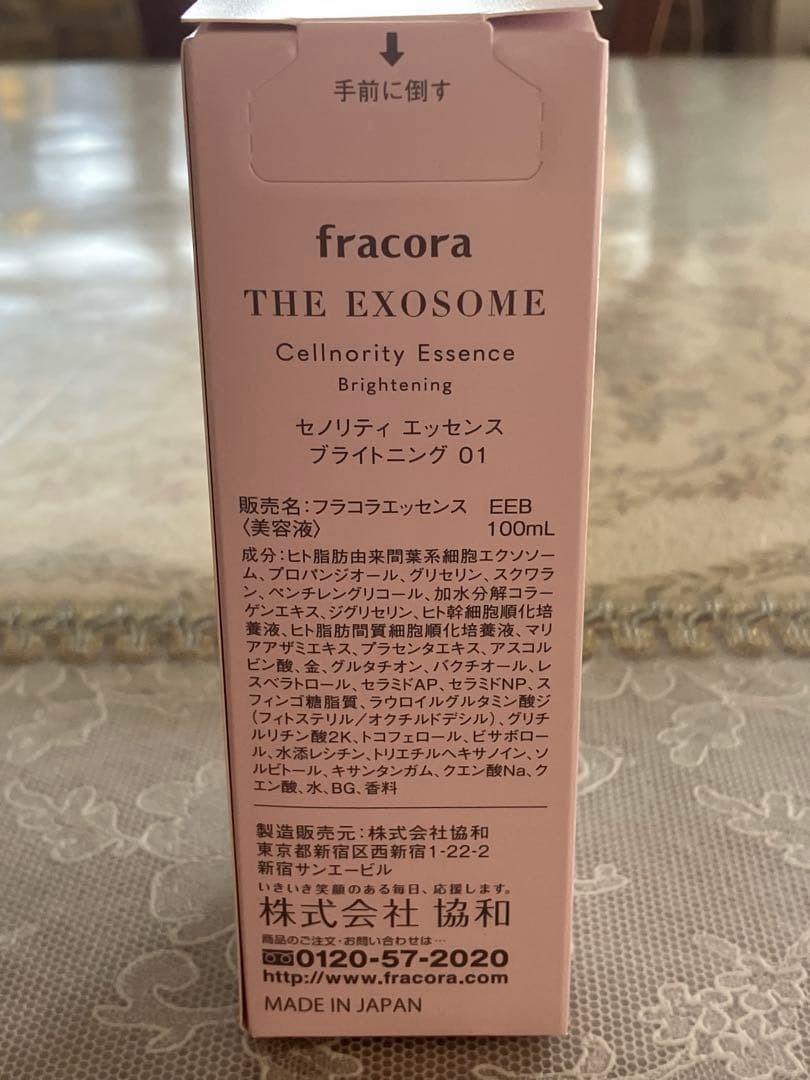 手前に倒す
fracora
THE EXOSOME
Cellnority Essence
Brightening
セノリティ エッセンス
ブライトニング 01
販売名：フラコラエッセンス EEB
〈美容液〉 100mL
成分：ヒト脂肪由来間葉系細胞エクソソー
ム、プロパンジオール、グリセリン、スクワラ
ン、ペンチレングリコール、加水分解コラー
ゲンエキス、ジグリセリン、ヒト幹細胞順化培
養液、ヒト脂肪間質細胞順化培養液、マリ
アアザミエキス、プラセンタエキス、アスコル
ビン酸、金、グルタチオン、バクチオール、レ
スベラトロール、セラミドAP、セラミドNP、ス
フィンゴ糖脂質、ラウロイルグルタミン酸ジ
（フィトステリル／オクチルドデシル）、グリチ
ルリチン酸2K、トコフェロール、ビサボロー
ル、水添レシチン、トリエチルヘキサノイン、ソ
ルビトール、キサンタンガム、クエン酸Na、ク
エン酸、水、BG、香料
製造販売元：株式会社協和
東京都新宿区西新宿1-22-2
新宿サンエービル
いきいき笑顔のある毎日、応援します。
株式会社 協和
商品のご注文・お問い合わせは…
0120-57-2020
http://www.fracora.com
MADE IN JAPAN